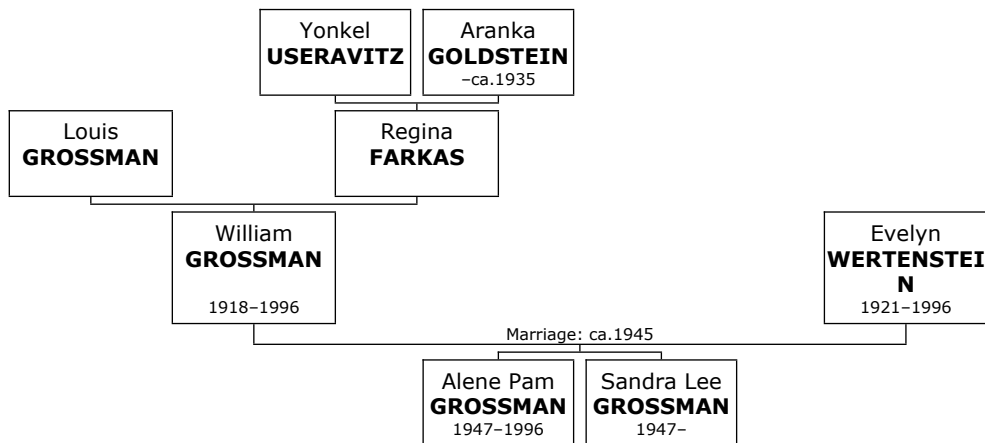 Yonkel
USERAVITZ
Aranka
GOLDSTEIN
–ca.1935
Louis
GROSSMAN
Regina
FARKAS
William
GROSSMAN
1918–1996
Evelyn
WERTENSTEI
N
1921–1996
Marriage: ca.1945
Alene Pam
GROSSMAN
1947–1996
Sandra Lee
GROSSMAN
1947–